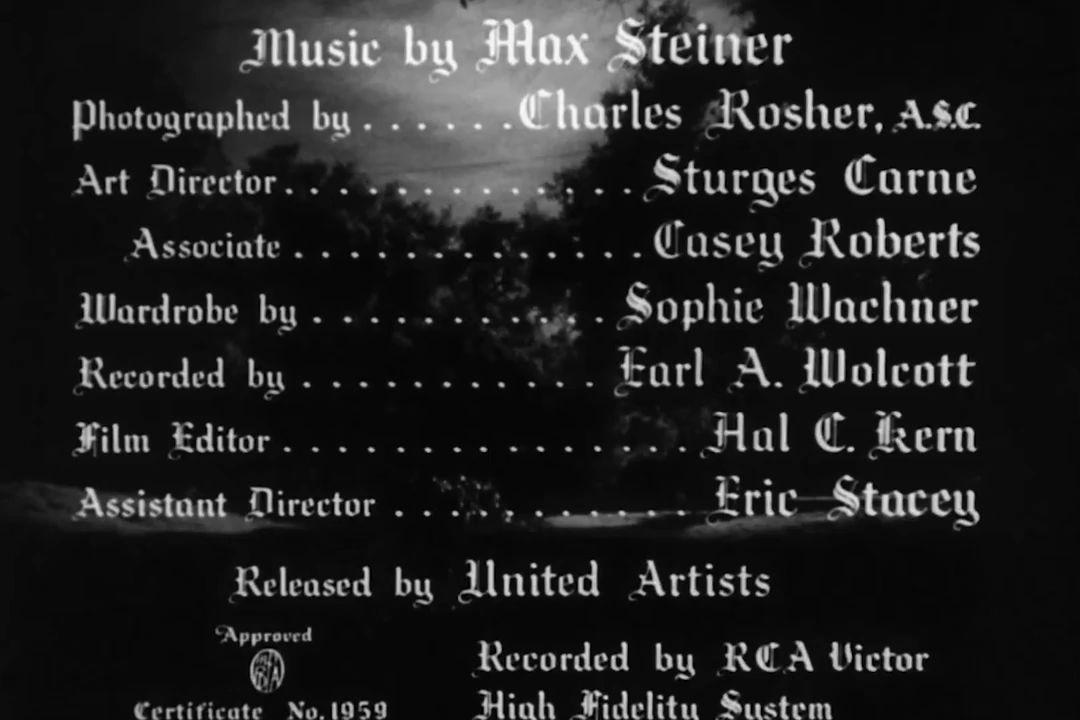 Music by Max Steiner
Photographed by ......Charles Rosher, A.S.C.
Art Director.............. Sturges Carne
Associate ............. Casey Roberts
Wardrobe by ............ Sophie Wachner
Recorded by ............ Earl A. Wolcott
Film Editor ................. Hal C. Kern
Assistant Director ............ Eric Stacey
Released by United Artists
Approved
Certificate No. 1959
Recorded by RCA Victor
High Fidelity System